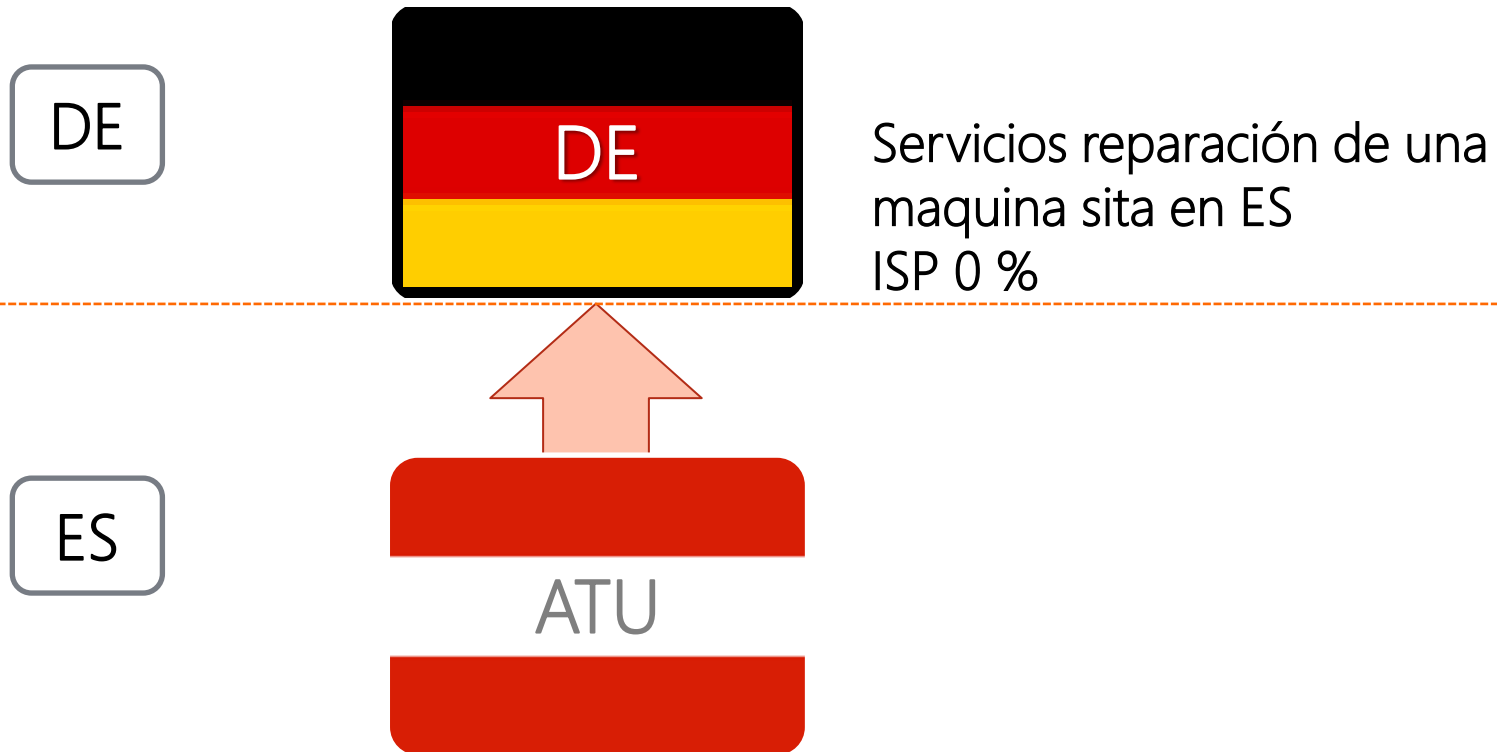 DE
DE
Servicios reparación de una
maquina sita en ES
ISP 0 %
ES
ATU